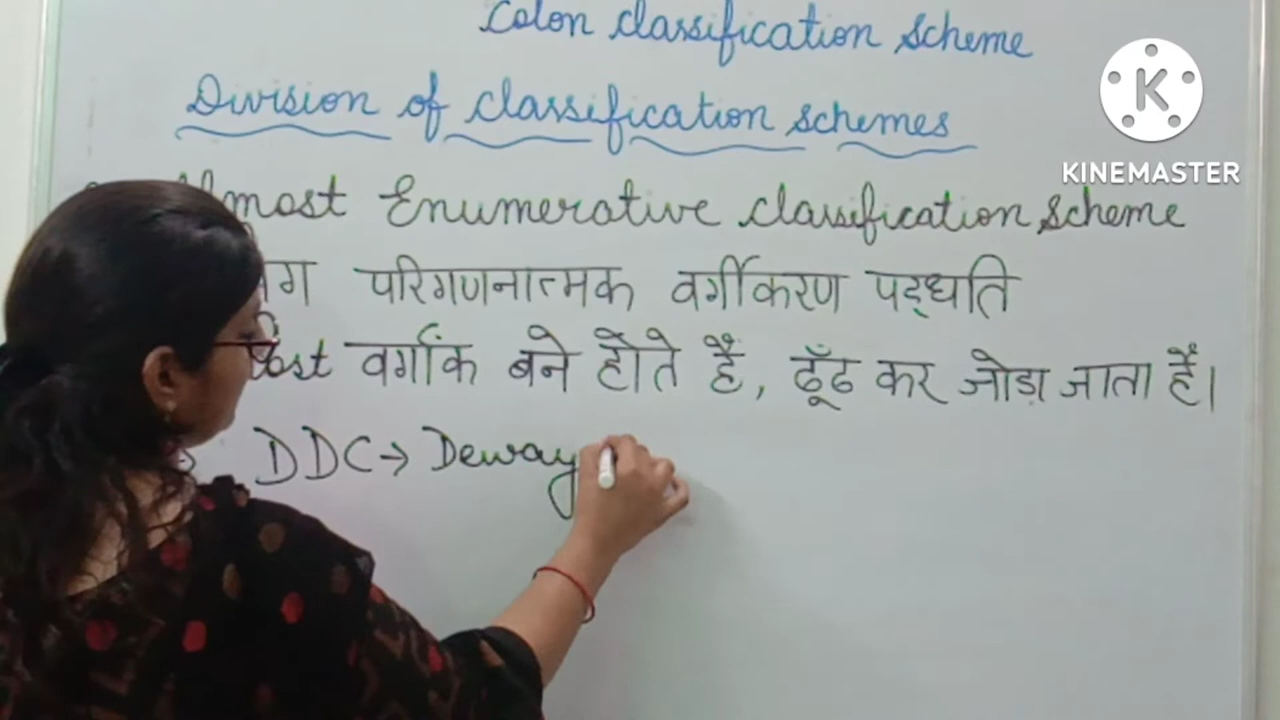 Colon classification Scheme
Division of classification schemes
Almost Enumerative classification Scheme
परिगणनात्मक वर्गीकरण पद्धति
वर्गांक बने होते हैं, ढूँढ कर जोड़ा जाता है।
DDC → Deway
K
KINEMASTER